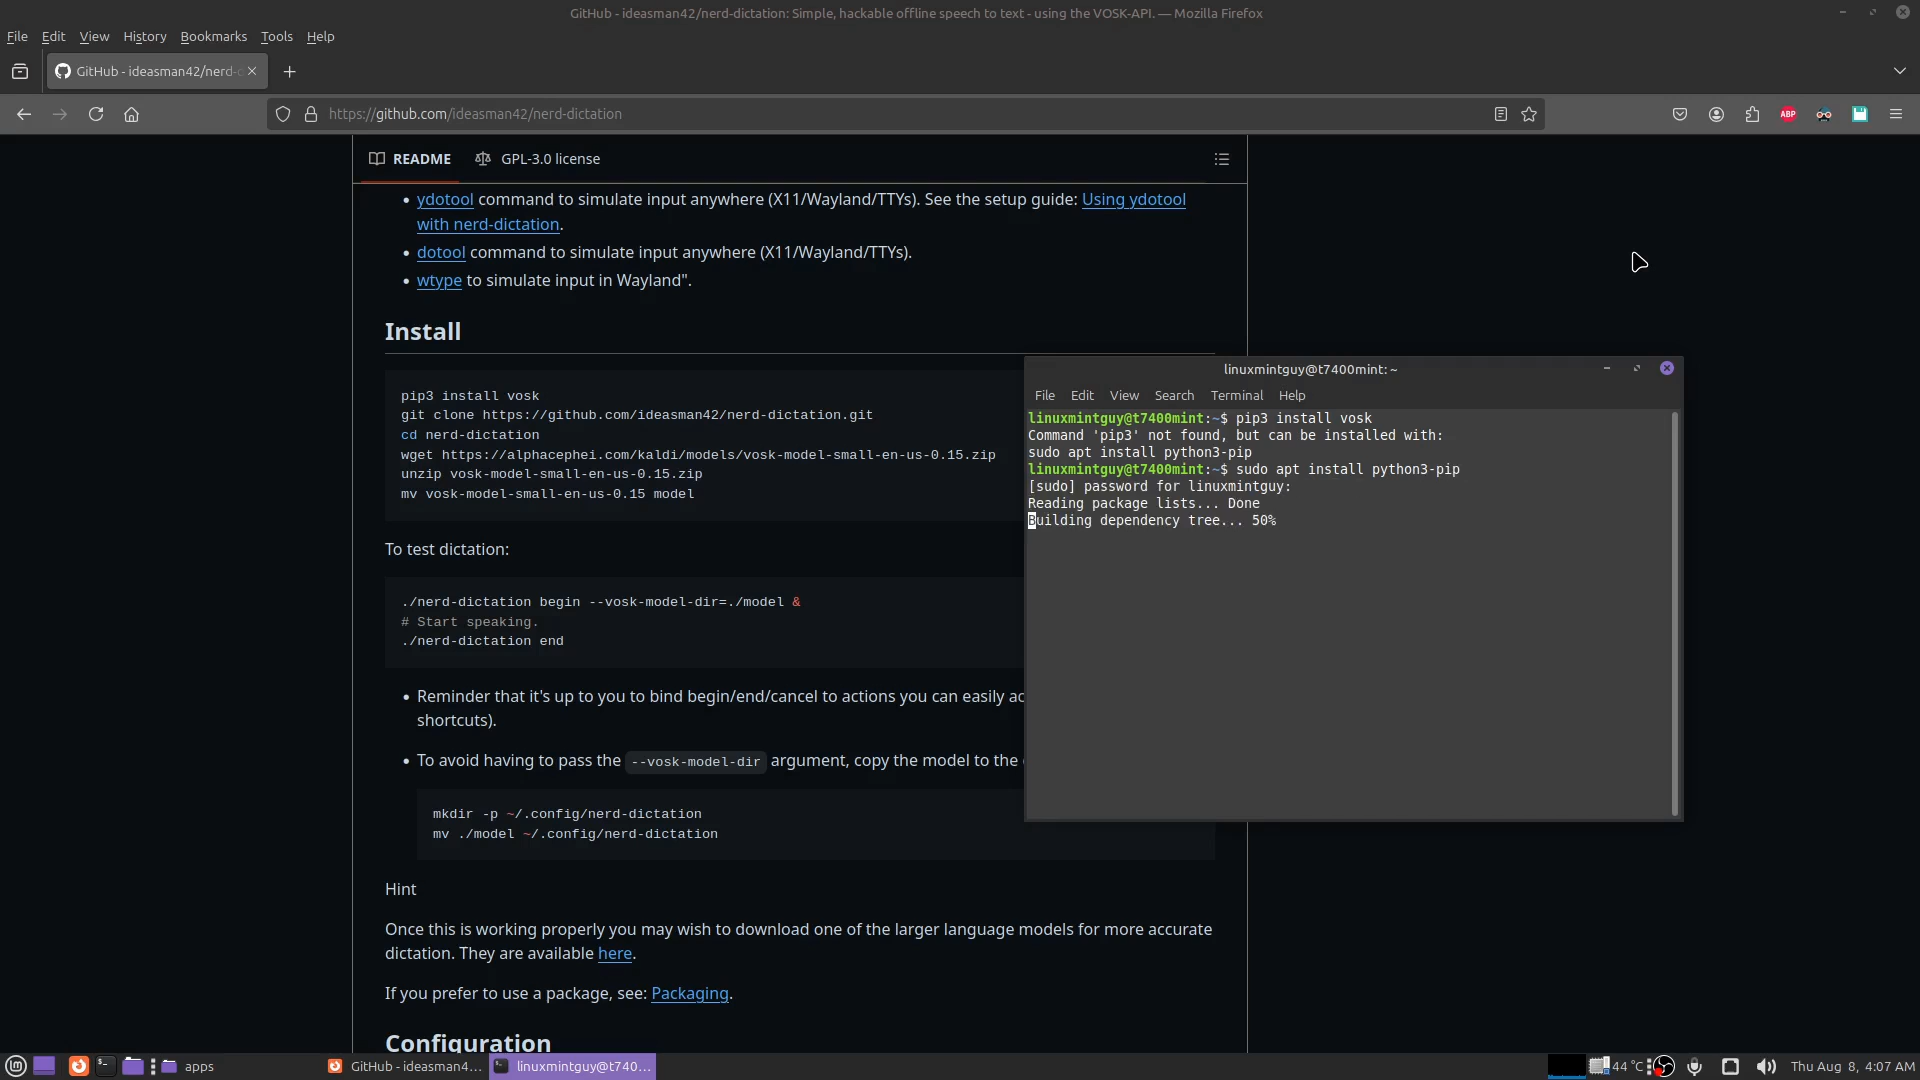 GitHub - ideasman42/nerd-dictation: Simple, hackable offline speech to text - using the VOSK-API. — Mozilla Firefox
File Edit View History Bookmarks Tools Help
GitHub - ideasman42/nerd-d
https://github.com/ideasman42/nerd-dictation
ABP
README GPL-3.0 license
ydotool command to simulate input anywhere (X11/Wayland/TTYs). See the setup guide: Using ydotool
with nerd-dictation.
dotool command to simulate input anywhere (X11/Wayland/TTYs).
wtype to simulate input in Wayland".
Install
pip3 install vosk
git clone https://github.com/ideasman42/nerd-dictation.git
cd nerd-dictation
wget https://alphacephei.com/kaldi/models/vosk-model-small-en-us-0.15.zip
unzip vosk-model-small-en-us-0.15.zip
mv vosk-model-small-en-us-0.15 model
To test dictation:
./nerd-dictation begin --vosk-model-dir=./model &
# Start speaking.
./nerd-dictation end
Reminder that it's up to you to bind begin/end/cancel to actions you can easily ac
shortcuts).
To avoid having to pass the --vosk-model-dir argument, copy the model to the
mkdir -p ~/.config/nerd-dictation
mv ./model ~/.config/nerd-dictation
Hint
Once this is working properly you may wish to download one of the larger language models for more accurate
dictation. They are available here.
If you prefer to use a package, see: Packaging.
Configuration
linuxmintguy@t7400mint: ~
File Edit View Search Terminal Help
linuxmintguy@t7400mint:~$ pip3 install vosk
Command 'pip3' not found, but can be installed with:
sudo apt install python3-pip
linuxmintguy@t7400mint:~$ sudo apt install python3-pip
[sudo] password for linuxmintguy:
Reading package lists... Done
Building dependency tree... 50%
apps GitHub - ideasman4... linuxmintguy@t740... 44 °C Thu Aug 8, 4:07 AM